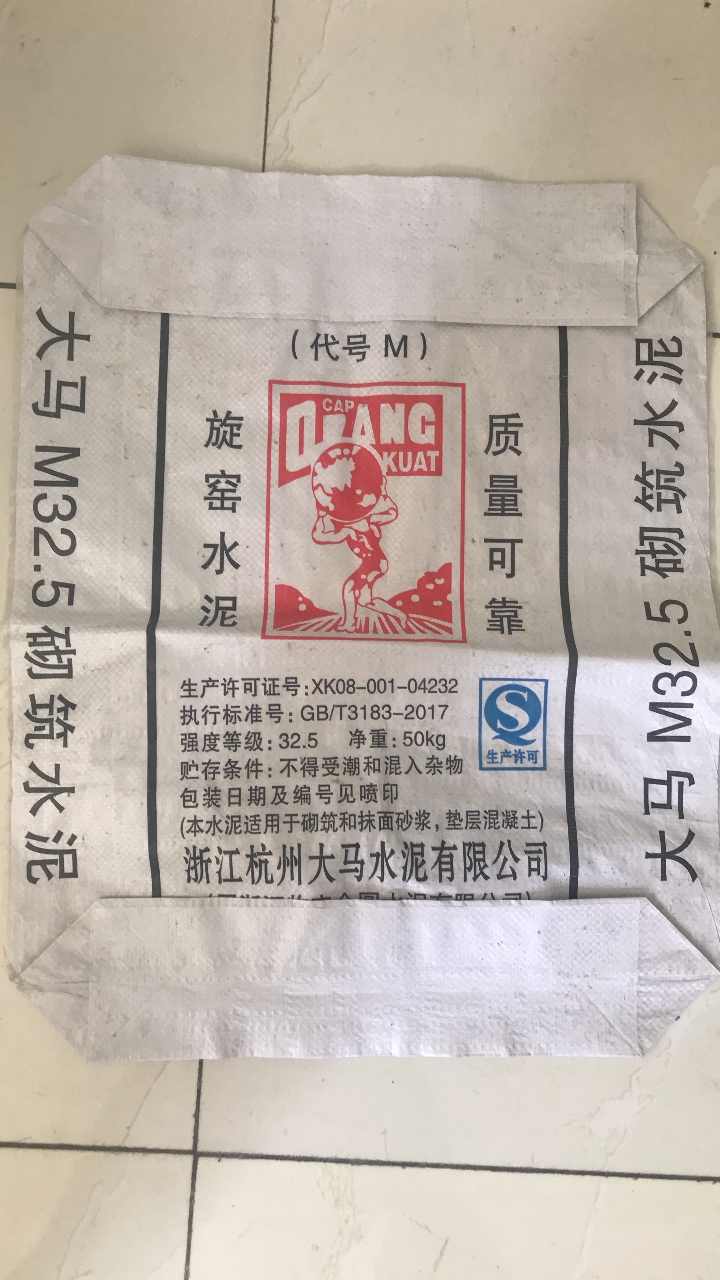 (代号M)
大马 M32.5 砌筑水泥
旋窑水泥
CAP
ORANG
KUAT
质量可靠
大马 M32.5 砌筑水泥
生产许可证号:XK08-001-04232
执行标准号: GB/T3183-2017
强度等级: 32.5 净重: 50kg
贮存条件: 不得受潮和混入杂物
包装日期及编号见喷印
(本水泥适用于砌筑和抹面砂浆,垫层混凝土)
生产许可
浙江杭州大马水泥有限公司